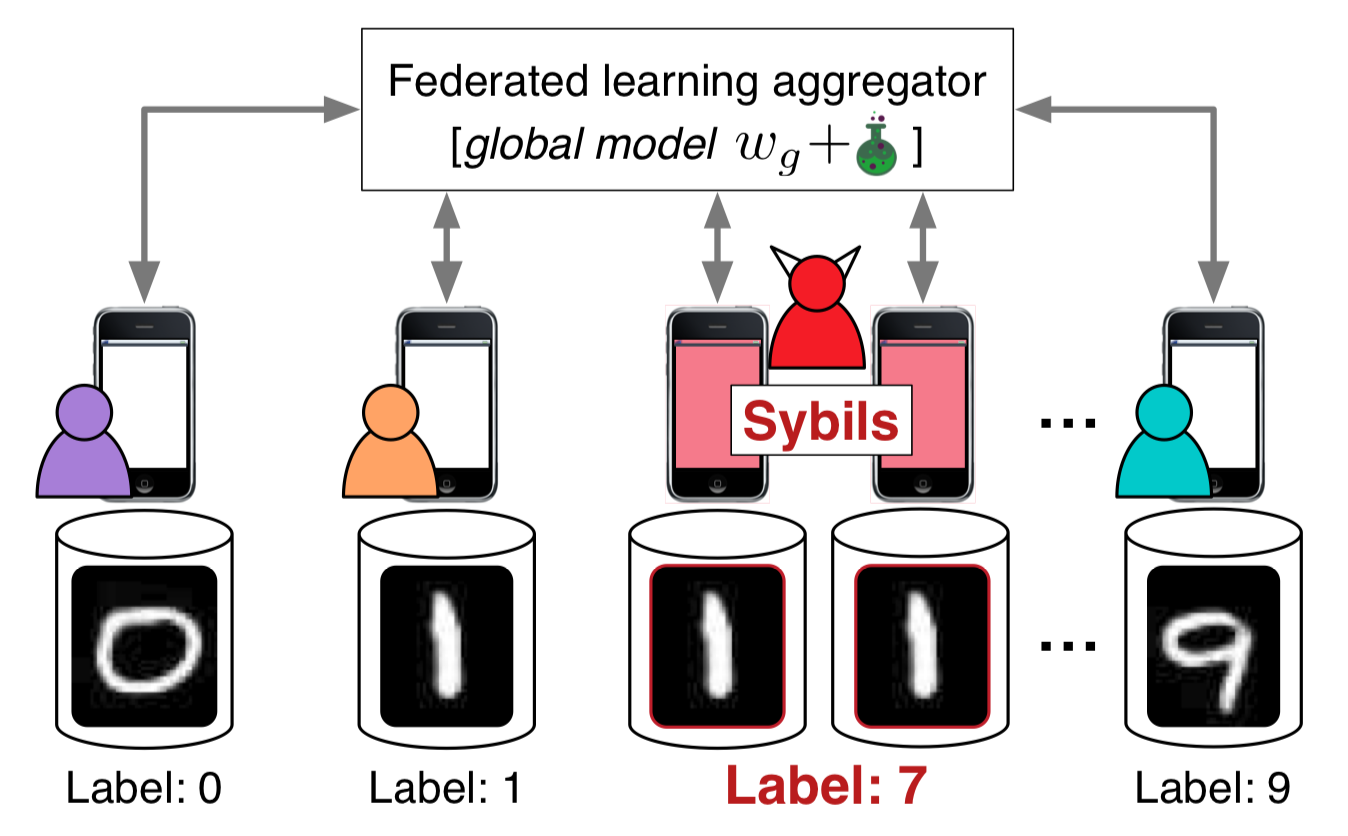 Federated learning aggregator
[global model w_g + ]
Sybils
...
...
Label: 0
Label: 1
Label: 7
Label: 9